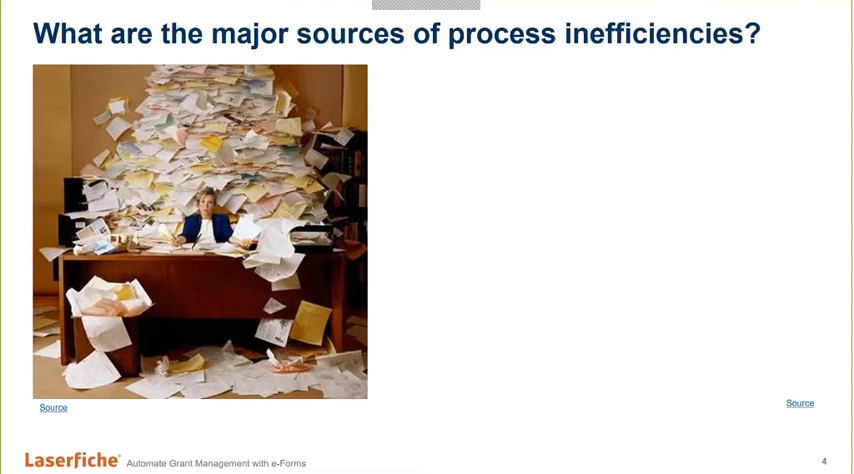 What are the major sources of process inefficiencies?
Source
Source
Laserfiche® Automate Grant Management with e-Forms
4